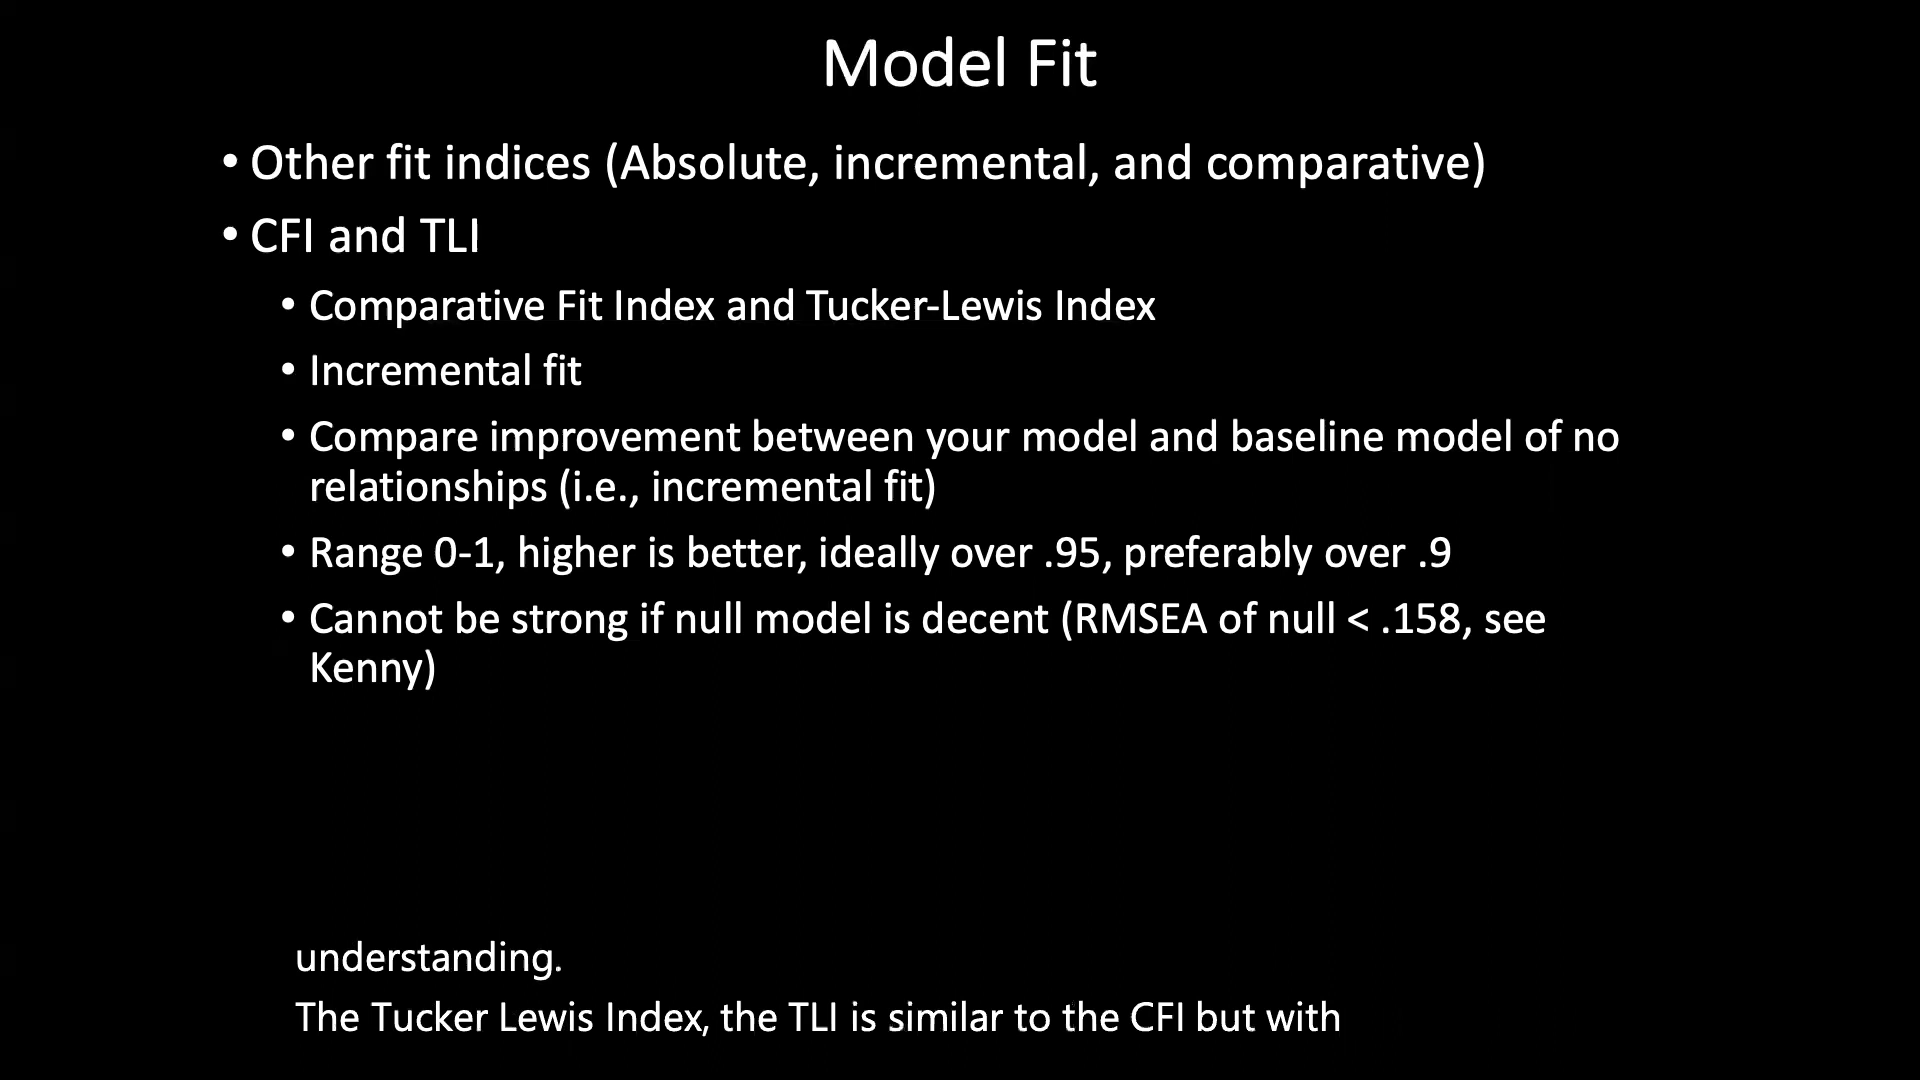 Model Fit
• Other fit indices (Absolute, incremental, and comparative)
• CFI and TLI
• Comparative Fit Index and Tucker-Lewis Index
• Incremental fit
• Compare improvement between your model and baseline model of no
relationships (i.e., incremental fit)
• Range 0-1, higher is better, ideally over .95, preferably over .9
• Cannot be strong if null model is decent (RMSEA of null < .158, see
Kenny)
understanding.
The Tucker Lewis Index, the TLI is similar to the CFI but with